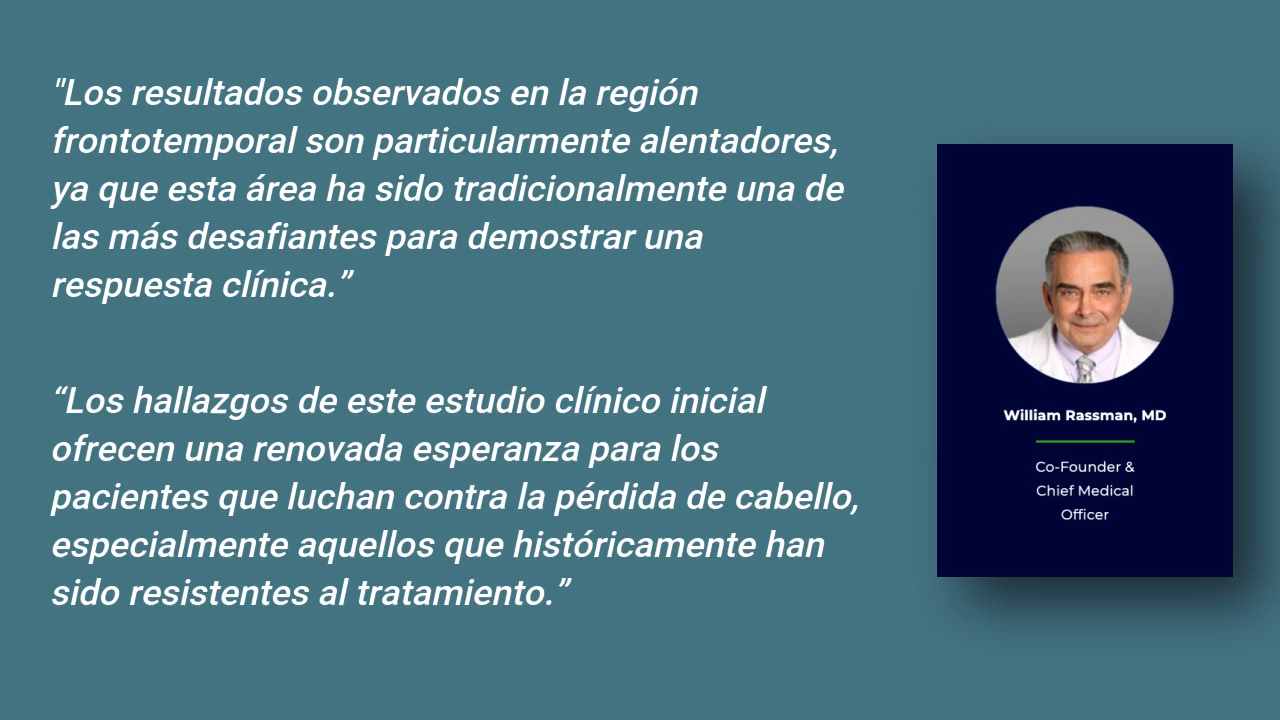 "Los resultados observados en la región
frontotemporal son particularmente alentadores,
ya que esta área ha sido tradicionalmente una de
las más desafiantes para demostrar una
respuesta clínica.”
“Los hallazgos de este estudio clínico inicial
ofrecen una renovada esperanza para los
pacientes que luchan contra la pérdida de cabello,
especialmente aquellos que históricamente han
sido resistentes al tratamiento.”
William Rassman, MD
Co-Founder &
Chief Medical
Officer